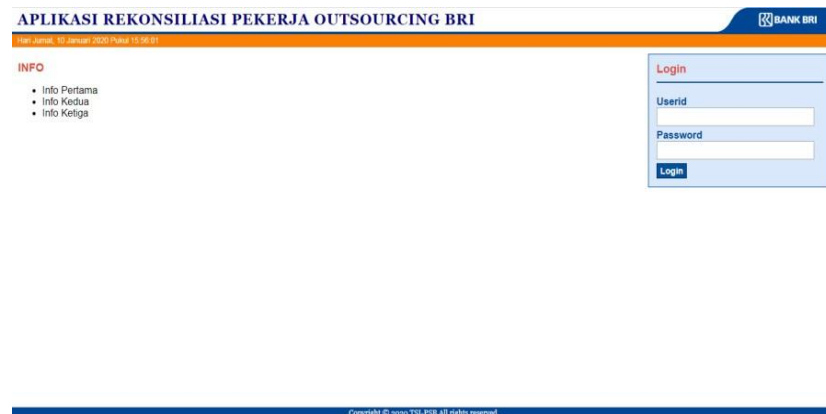 APLIKASI REKONSILIASI PEKERJA OUTSOURCING BRI
BANK BRI
Hari Jumat, 10 Januari 2020 Pukul 15:56:01
INFO
Info Pertama
Info Kedua
Info Ketiga
Login
Userid
Password
Login
Copyright © 2020 TSI-PSR All rights reserved